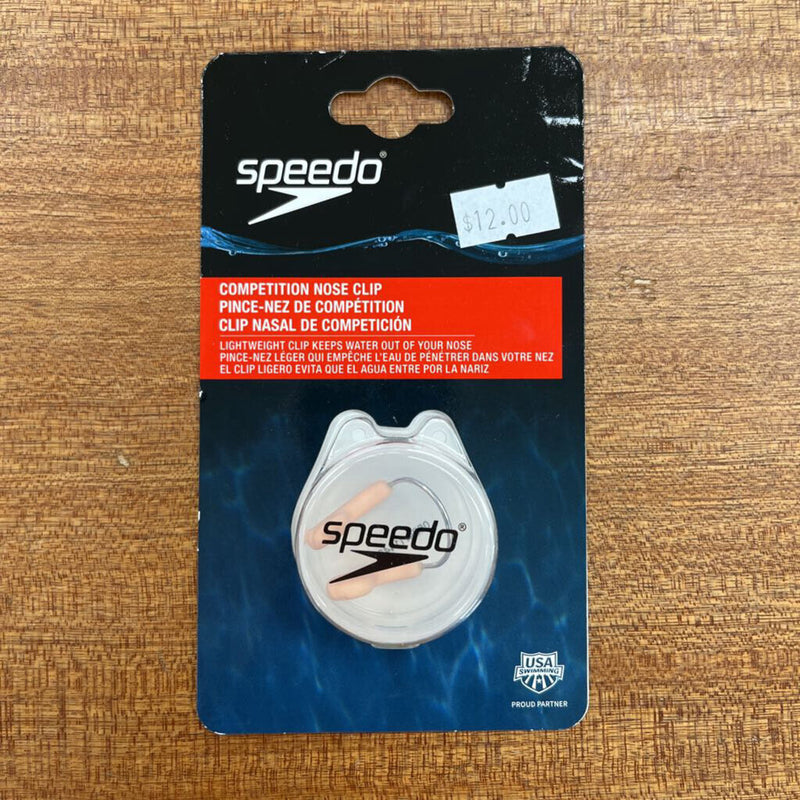 speedo®
$12.00
COMPETITION NOSE CLIP
PINCE-NEZ DE COMPÉTITION
CLIP NASAL DE COMPETICIÓN
LIGHTWEIGHT CLIP KEEPS WATER OUT OF YOUR NOSE
PINCE-NEZ LÉGER QUI EMPÊCHE L'EAU DE PÉNÉTRER DANS VOTRE NEZ
EL CLIP LIGERO EVITA QUE EL AGUA ENTRE POR LA NARIZ
speedo®
USA
SWIMMING
PROUD PARTNER